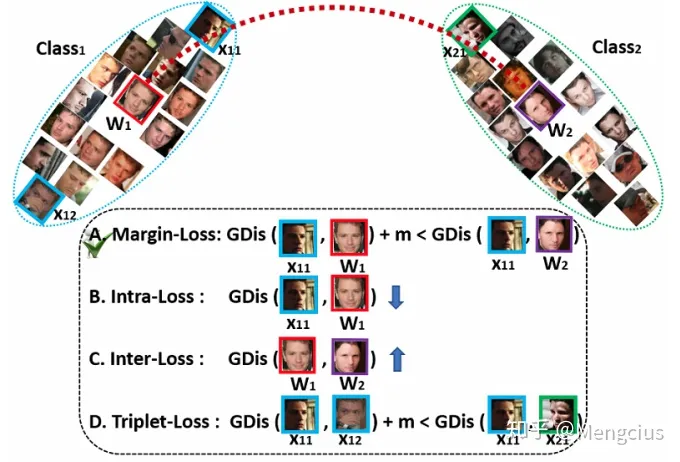 Class1
x11
W1
x12
x21
Class2
W2
A. Margin-Loss: GDis ( , ) + m < GDis ( , )
x11 W1 x11 W2
B. Intra-Loss : GDis ( , )
x11 W1
C. Inter-Loss : GDis ( , )
W1 W2
D. Triplet-Loss : GDis ( , ) + m < GDis ( , )
x11 x12 x11 x21
知乎 @Mengcius